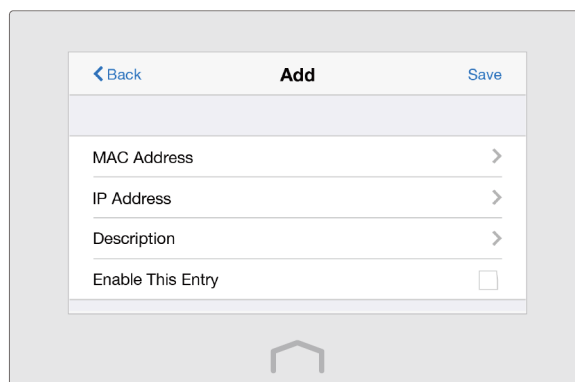 Back
Add
Save
MAC Address
IP Address
Description
Enable This Entry